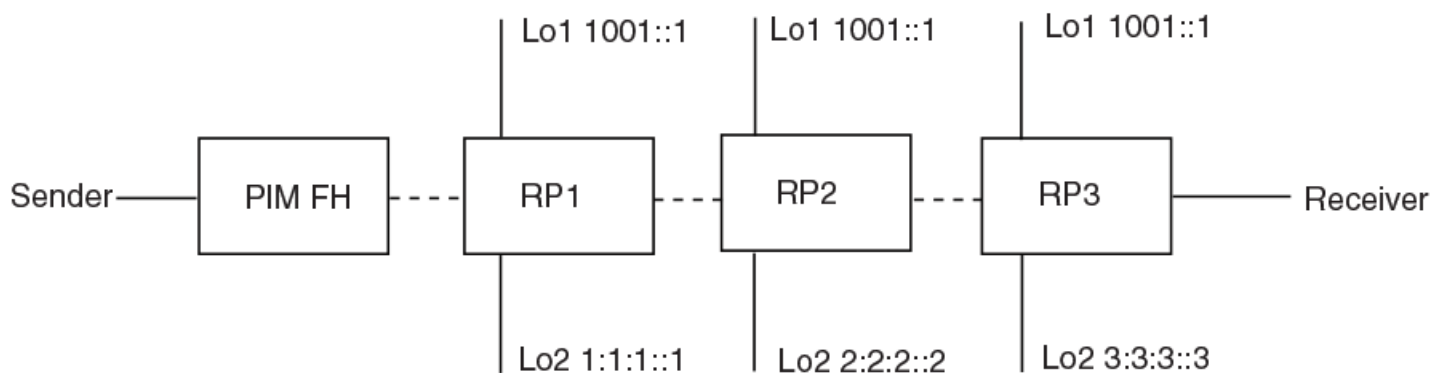 Lo1 1001::1
Lo1 1001::1
Lo1 1001::1
Sender
PIM FH
RP1
RP2
RP3
Receiver
Lo2 1:1:1::1
Lo2 2:2:2::2
Lo2 3:3:3::3